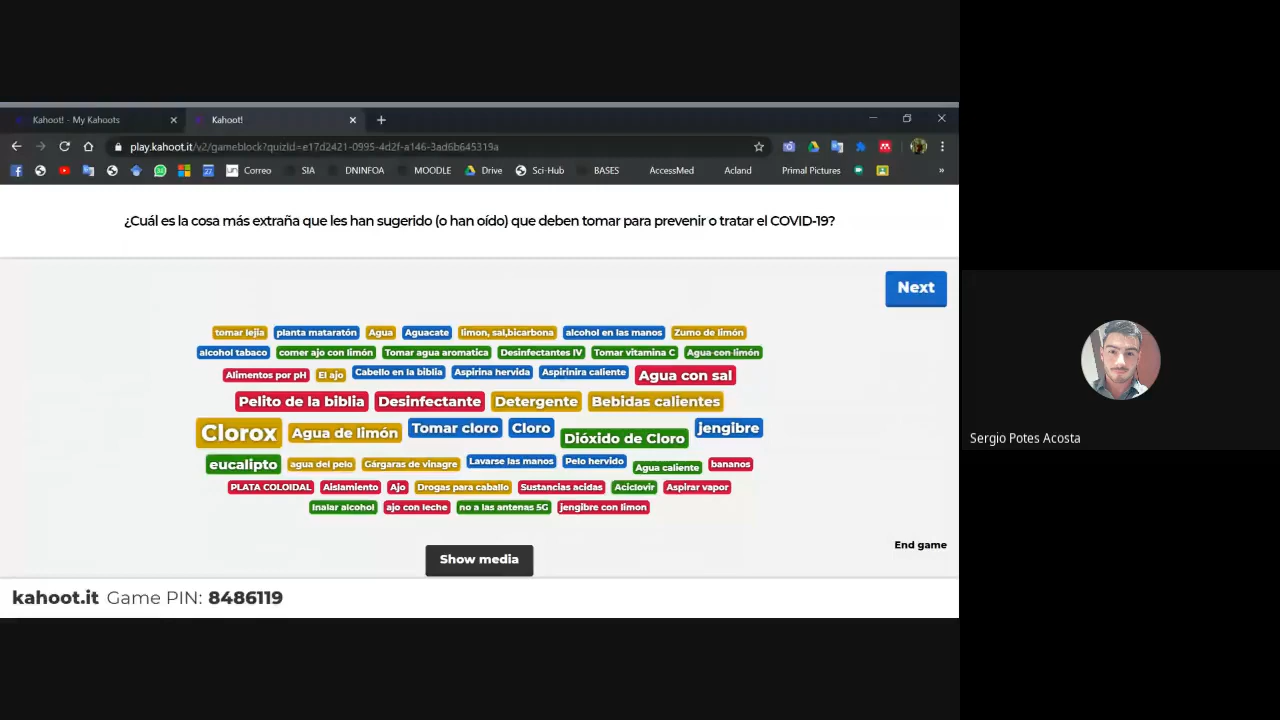 Kahoot! - My Kahoots
Kahoot!
play.kahoot.it/v2/gameblock?quizId=e17d2421-0995-4d2f-a146-3ad6b645319a
Correo SIA DNINFOA MOODLE Drive Sci-Hub BASES AccessMed Acland Primal Pictures »
¿Cuál es la cosa más extraña que les han sugerido (o han oído) que deben tomar para prevenir o tratar el COVID-19?
Next
tomar lejía planta mataratón Agua Aguacate limon, sal,bicarbona alcohol en las manos Zumo de limón
alcohol tabaco comer ajo con limón Tomar agua aromatica Desinfectantes IV Tomar vitamina C Agua con limón
Alimentos por pH El ajo Cabello en la biblia Aspirina hervida Aspirinira caliente Agua con sal
Pelito de la biblia Desinfectante Detergente Bebidas calientes
Clorox Agua de limón Tomar cloro Cloro Dióxido de Cloro jengibre
eucalipto agua del pelo Gárgaras de vinagre Lavarse las manos Pelo hervido Agua caliente bananos
PLATA COLOIDAL Aislamiento Ajo Drogas para caballo Sustancias acidas Aciclovir Aspirar vapor
Inalar alcohol ajo con leche no a las antenas 5G jengibre con limon
Sergio Potes Acosta
End game
Show media
kahoot.it Game PIN: 8486119